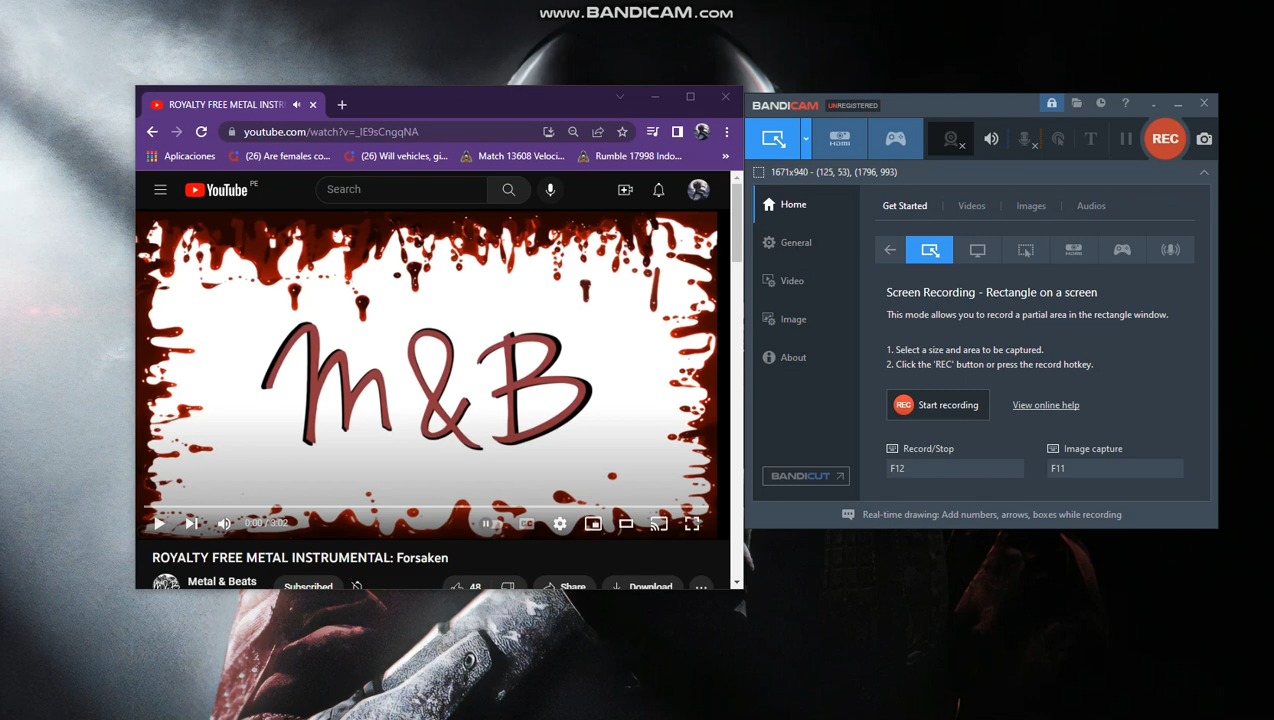 www.BANDICAM.com
ROYALTY FREE METAL INSTR
youtube.com/watch?v=_lE9sCngqNA
Aplicaciones
(26) Are females co...
(26) Will vehicles, gi...
Match 13608 Veloci...
Rumble 17998 Indo...
»
YouTube PE
Search
M&B
0:00 / 3:02
CC
ROYALTY FREE METAL INSTRUMENTAL: Forsaken
Metal & Beats
Subscribed
48
Share
Download
BANDICAM UNREGISTERED
HDMI
T
REC
1671x940 - (125, 53), (1796, 993)
Home
General
Video
Image
About
BANDICUT
Get Started
Videos
Images
Audios
HDMI
Screen Recording - Rectangle on a screen
This mode allows you to record a partial area in the rectangle window.
1. Select a size and area to be captured.
2. Click the 'REC' button or press the record hotkey.
REC Start recording
View online help
Record/Stop
Image capture
F12
F11
Real-time drawing: Add numbers, arrows, boxes while recording